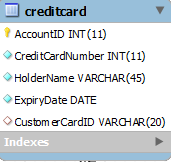 creditcard
AccountID INT(11)
CreditCardNumber INT(11)
HolderName VARCHAR(45)
ExpiryDate DATE
CustomerCardID VARCHAR(20)
Indexes